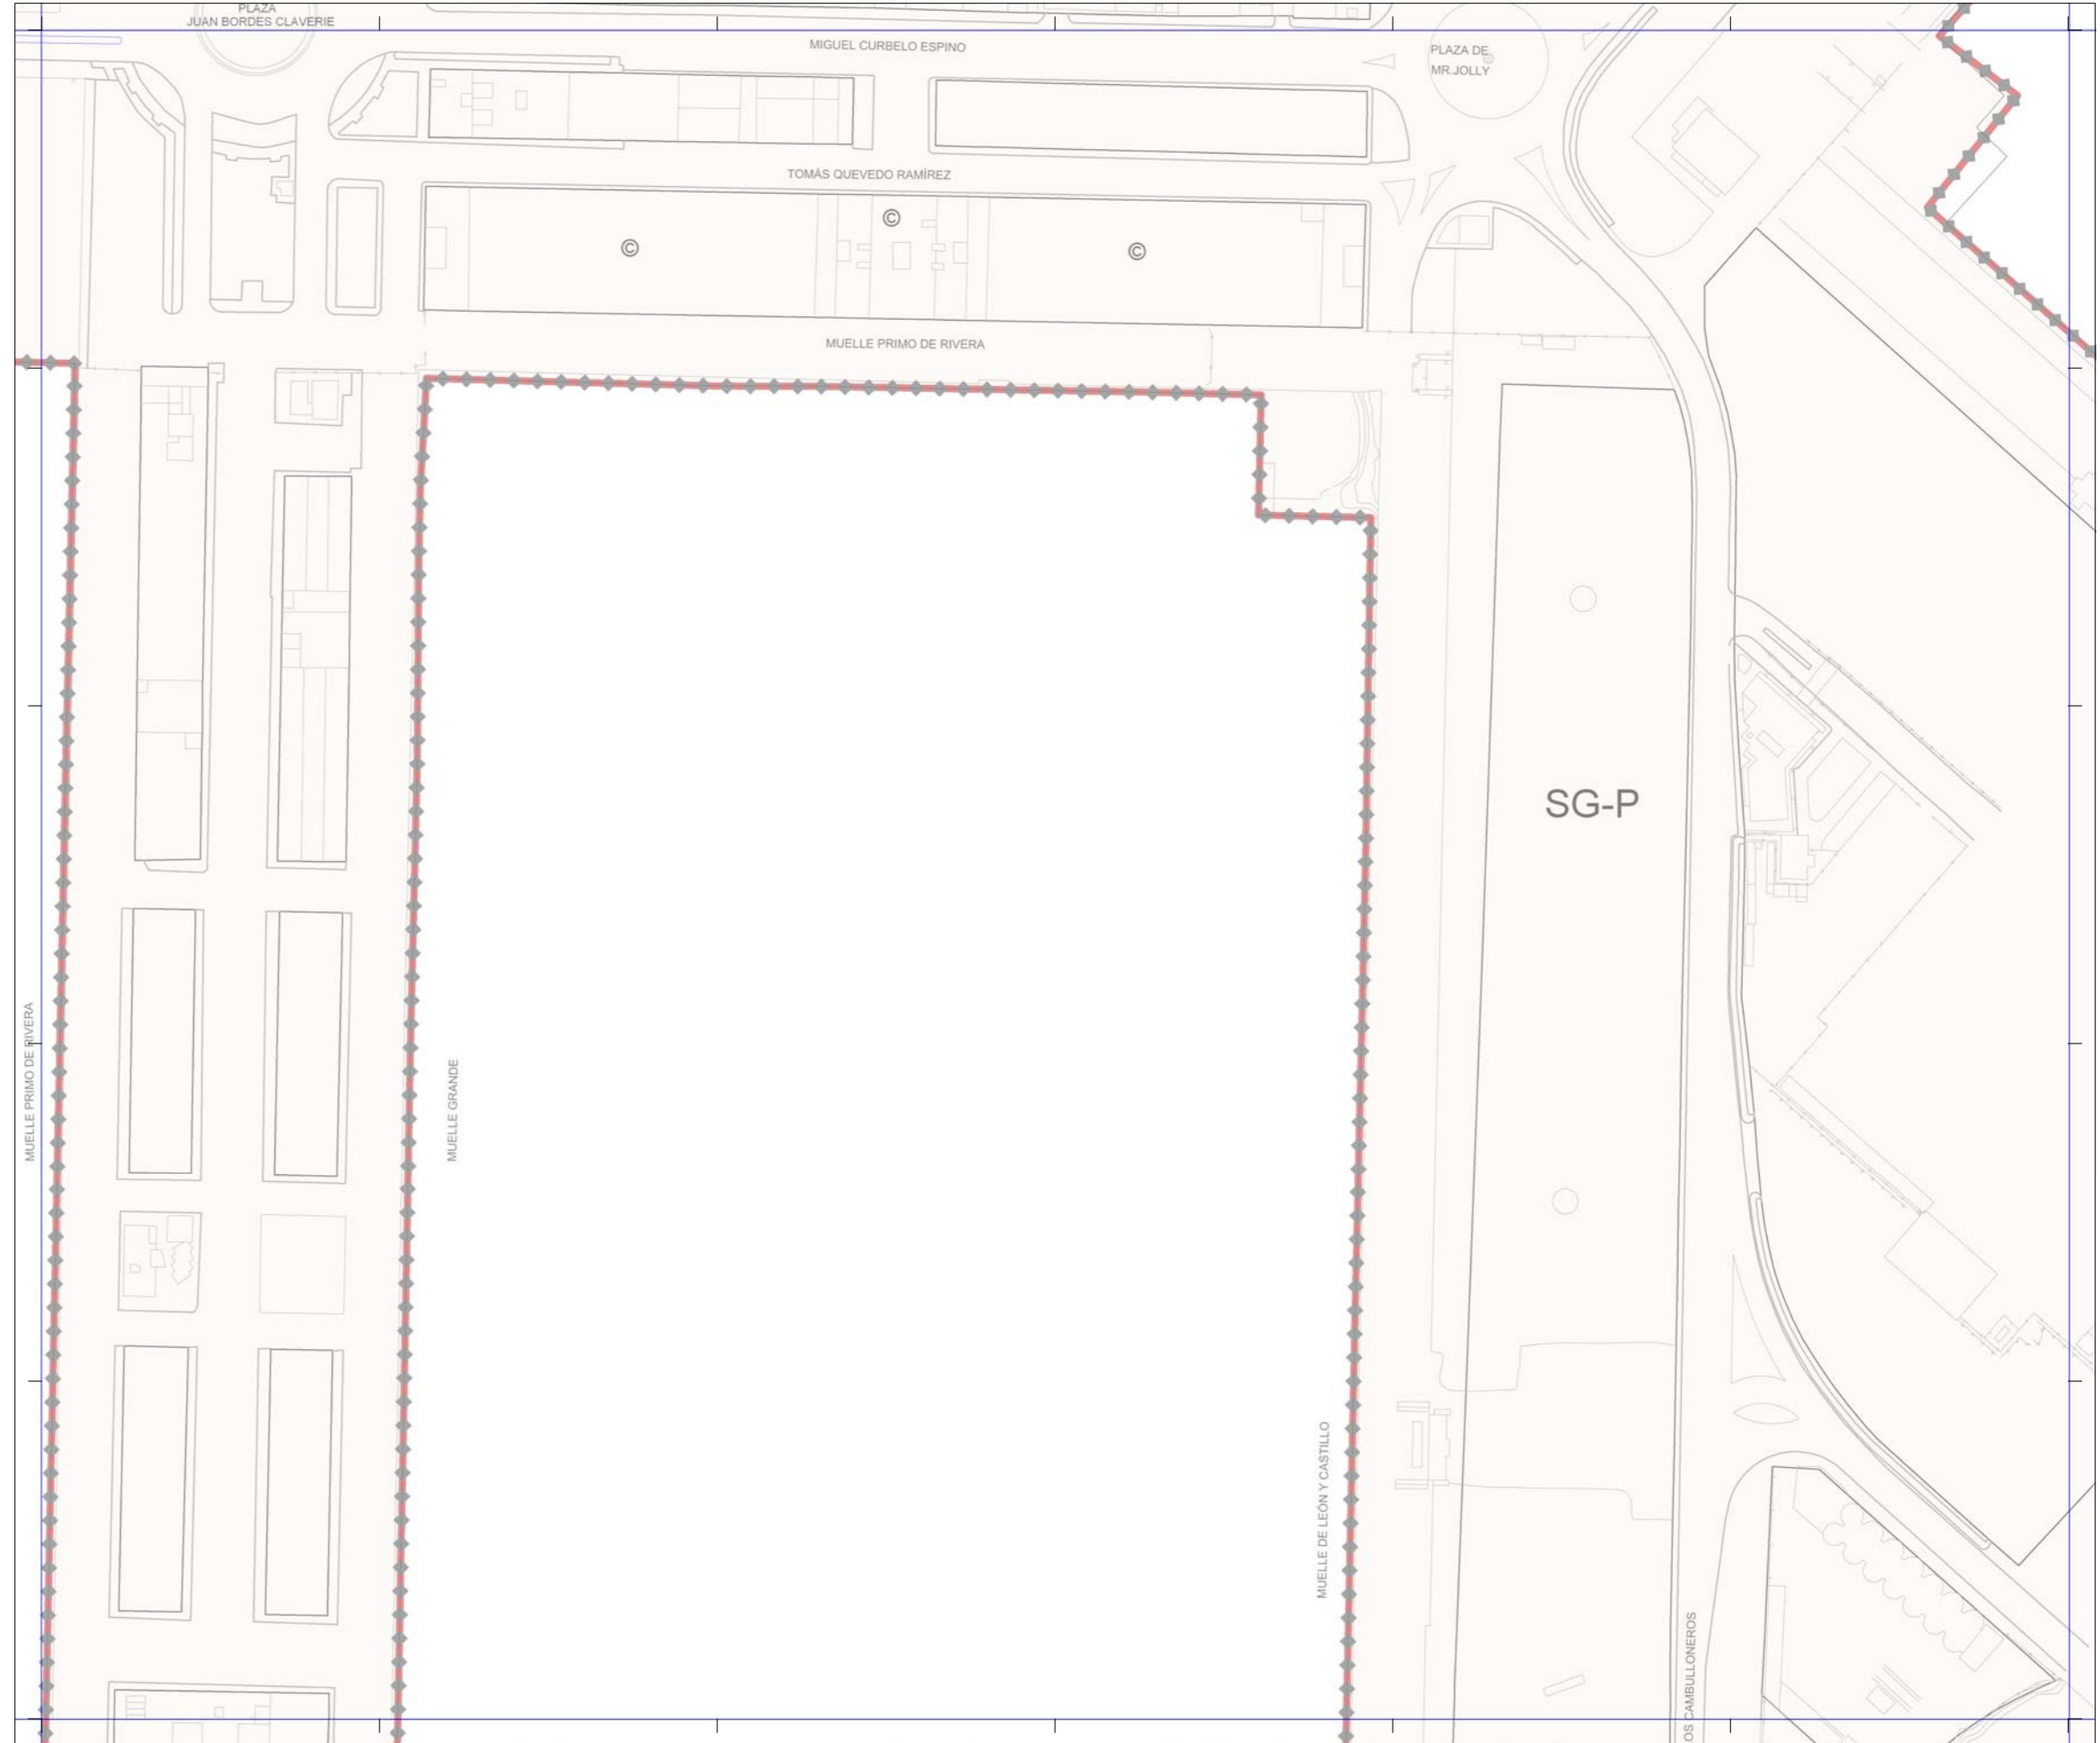 PLAZA
JUAN BORDES CLAVERIE
MIGUEL CURBELO ESPINO
PLAZA DE
MR.JOLLY
TOMÁS QUEVEDO RAMÍREZ
©
©
©
MUELLE PRIMO DE RIVERA
SG-P
MUELLE PRIMO DE RIVERA
MUELLE GRANDE
MUELLE DE LEÓN Y CASTILLO
OS CAMBULLONEROS